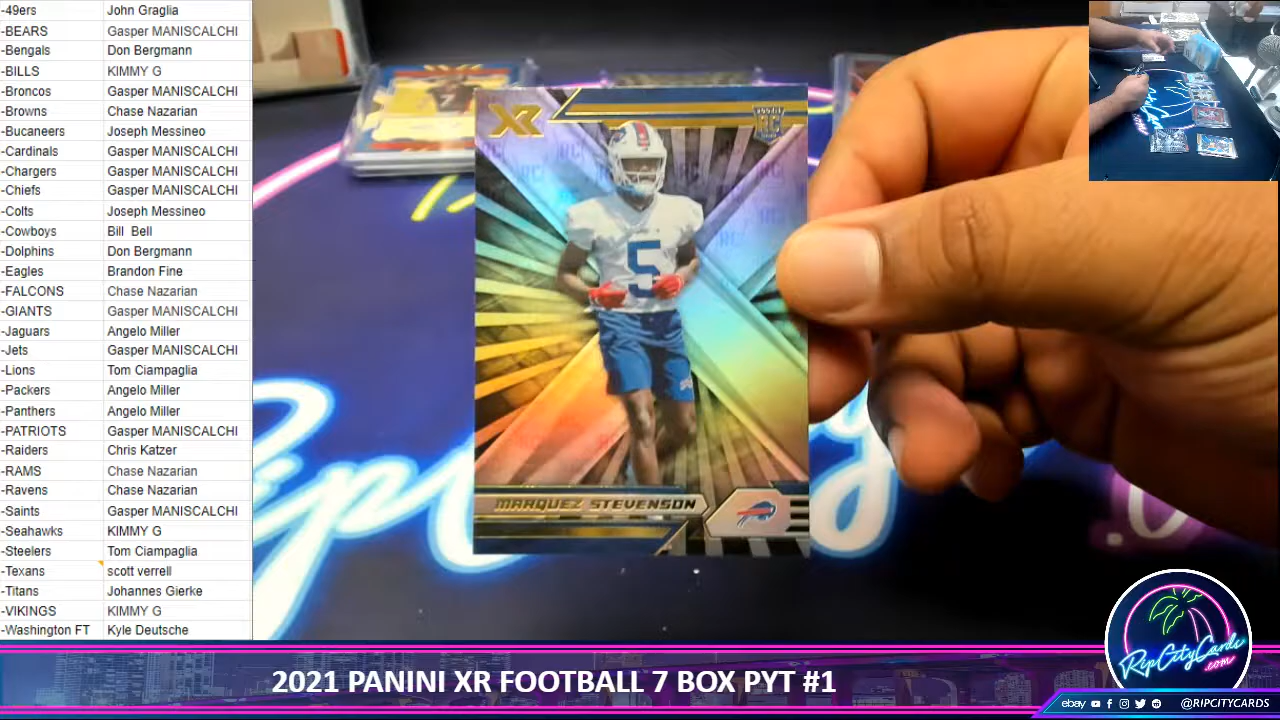 -49ers John Graglia
-BEARS Gasper MANISCALCHI
-Bengals Don Bergmann
-BILLS KIMMY G
-Broncos Gasper MANISCALCHI
-Browns Chase Nazarian
-Bucaneers Joseph Messineo
-Cardinals Gasper MANISCALCHI
-Chargers Gasper MANISCALCHI
-Chiefs Gasper MANISCALCHI
-Colts Joseph Messineo
-Cowboys Bill Bell
-Dolphins Don Bergmann
-Eagles Brandon Fine
-FALCONS Chase Nazarian
-GIANTS Gasper MANISCALCHI
-Jaguars Angelo Miller
-Jets Gasper MANISCALCHI
-Lions Tom Ciampaglia
-Packers Angelo Miller
-Panthers Angelo Miller
-PATRIOTS Gasper MANISCALCHI
-Raiders Chris Katzer
-RAMS Chase Nazarian
-Ravens Chase Nazarian
-Saints Gasper MANISCALCHI
-Seahawks KIMMY G
-Steelers Tom Ciampaglia
-Texans scott verrell
-Titans Johannes Gierke
-VIKINGS KIMMY G
-Washington FT Kyle Deutsche
XR
RC
5
MARQUEZ STEVENSON
RipCityCards
.com
2021 PANINI XR FOOTBALL 7 BOX PYT #1
ebay @RIPCITYCARDS